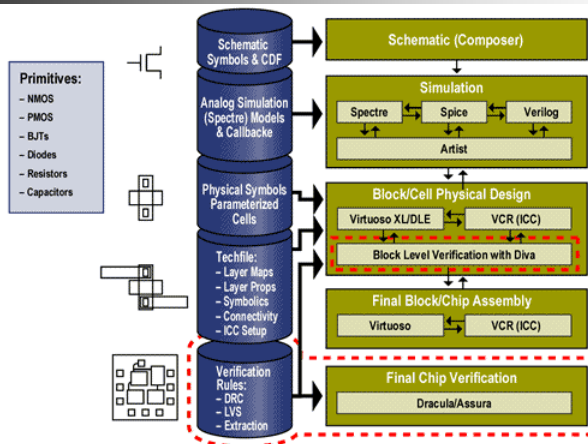 Primitives:
– NMOS
– PMOS
– BJTs
– Diodes
– Resistors
– Capacitors
Schematic
Symbols & CDF
Analog Simulation
(Spectre) Models
& Callbacke
Physical Symbols
Parameterized
Cells
Techfile:
– Layer Maps
– Layer Props
– Symbolics
– Connectivity
– ICC Setup
Verification
Rules:
– DRC
– LVS
– Extraction
Schematic (Composer)
Simulation
Spectre
Spice
Verilog
Artist
Block/Cell Physical Design
Virtuoso XL/DLE
VCR (ICC)
Block Level Verification with Diva
Final Block/Chip Assembly
Virtuoso
VCR (ICC)
Final Chip Verification
Dracula/Assura